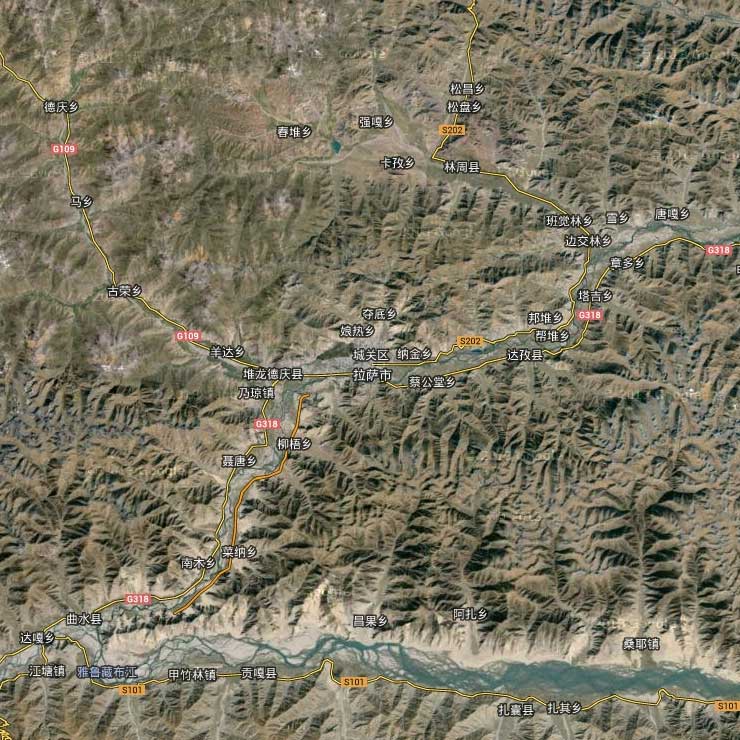 松昌乡
德庆乡
松盘乡
强嘎乡
春堆乡
S202
G109
卡孜乡
林周县
马乡
唐嘎乡
雪乡
班觉林乡
边交林乡
G318
章多乡
古荣乡
塔吉乡
夺底乡
G318
邦堆乡
娘热乡
G109
帮堆乡
S202
羊达乡
城关区
纳金乡
达孜县
堆龙德庆县
拉萨市
蔡公堂乡
乃琼镇
G318
柳梧乡
聂唐乡
菜纳乡
南木乡
G318
曲水县
昌果乡
阿扎乡
达嘎乡
桑耶镇
江塘镇
雅鲁藏布江
甲竹林镇
贡嘎县
S101
S101
扎囊县
扎其乡
S101